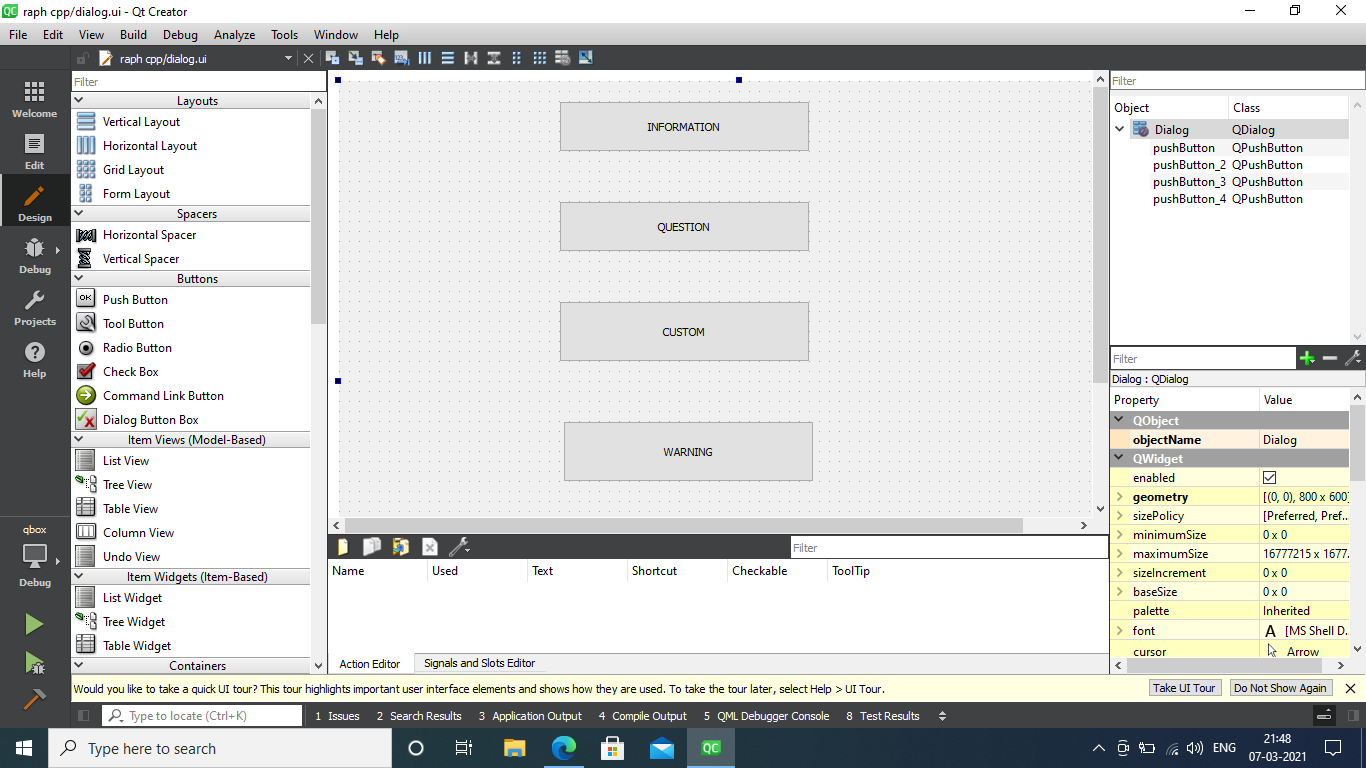 raph cpp/dialog.ui - Qt Creator
File Edit View Build Debug Analyze Tools Window Help
raph cpp/dialog.ui
Welcome
Edit
Design
Debug
Projects
Help
qbox
Debug
Filter
Layouts
Vertical Layout
Horizontal Layout
Grid Layout
Form Layout
Spacers
Horizontal Spacer
Vertical Spacer
Buttons
OK Push Button
Tool Button
Radio Button
Check Box
Command Link Button
Dialog Button Box
Item Views (Model-Based)
List View
Tree View
Table View
Column View
Undo View
Item Widgets (Item-Based)
List Widget
Tree Widget
Table Widget
Containers
INFORMATION
QUESTION
CUSTOM
WARNING
Filter
Name Used Text Shortcut Checkable ToolTip
Action Editor Signals and Slots Editor
Filter
Object Class
Dialog QDialog
pushButton QPushButton
pushButton_2 QPushButton
pushButton_3 QPushButton
pushButton_4 QPushButton
Filter
Dialog : QDialog
Property Value
QObject
objectName Dialog
QWidget
enabled
geometry [(0, 0), 800 x 600]
sizePolicy [Preferred, Pref...
minimumSize 0 x 0
maximumSize 16777215 x 1677...
sizeIncrement 0 x 0
baseSize 0 x 0
palette Inherited
font A [MS Shell D...
cursor Arrow
Would you like to take a quick UI tour? This tour highlights important user interface elements and shows how they are used. To take the tour later, select Help > UI Tour. Take UI Tour Do Not Show Again
Type to locate (Ctrl+K) 1 Issues 2 Search Results 3 Application Output 4 Compile Output 5 QML Debugger Console 8 Test Results
Type here to search QC ENG 21:48
07-03-2021